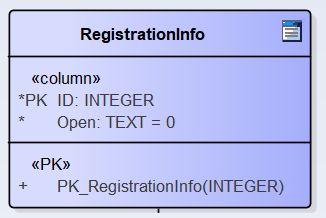 RegistrationInfo
«column»
*PK ID: INTEGER
* Open: TEXT = 0
«PK»
+ PK_RegistrationInfo(INTEGER)